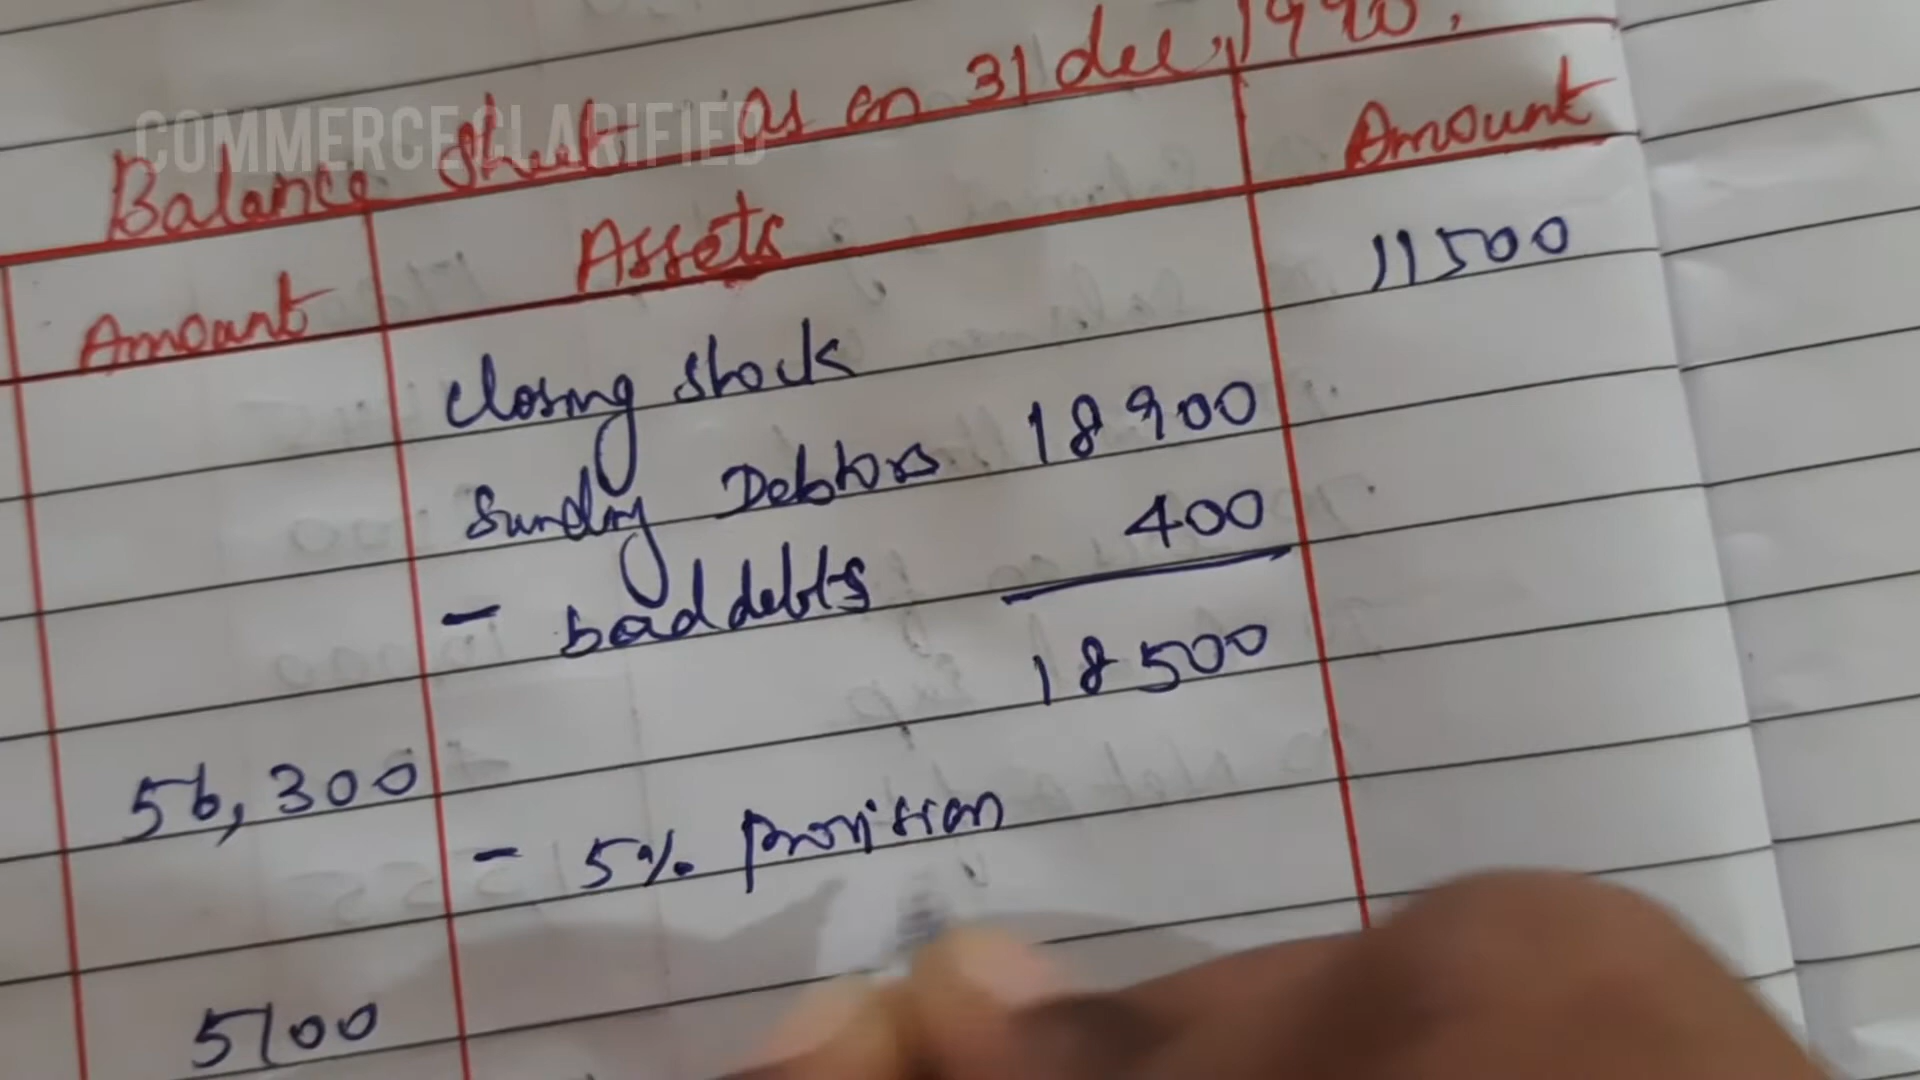 COMMERCE CLARIFIED
Balance Sheet as on 31 dec, 1990.
Amount Assets Amount
closing stock 11500
Sundry Debtors 18900
- bad debts 400
18500
56,300
- 5% provision
5100